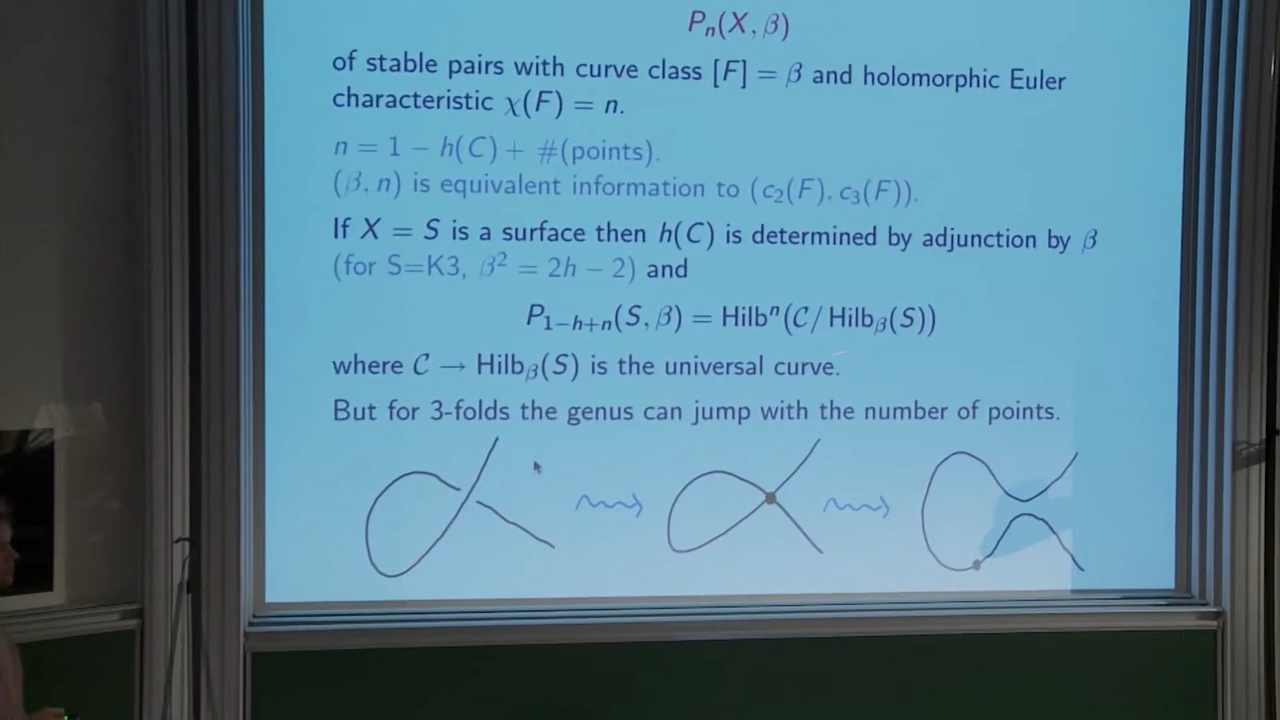 Pₙ(X, β)
of stable pairs with curve class [F] = β and holomorphic Euler
characteristic χ(F) = n.
n = 1 − h(C) + #(points).
(β, n) is equivalent information to (c₂(F), c₃(F)).
If X = S is a surface then h(C) is determined by adjunction by β
(for S=K3, β² = 2h − 2) and
P₁₋ₕ₊ₙ(S, β) = Hilbⁿ(𝒞/ Hilb_β(S))
where 𝒞 → Hilb_β(S) is the universal curve.
But for 3-folds the genus can jump with the number of points.